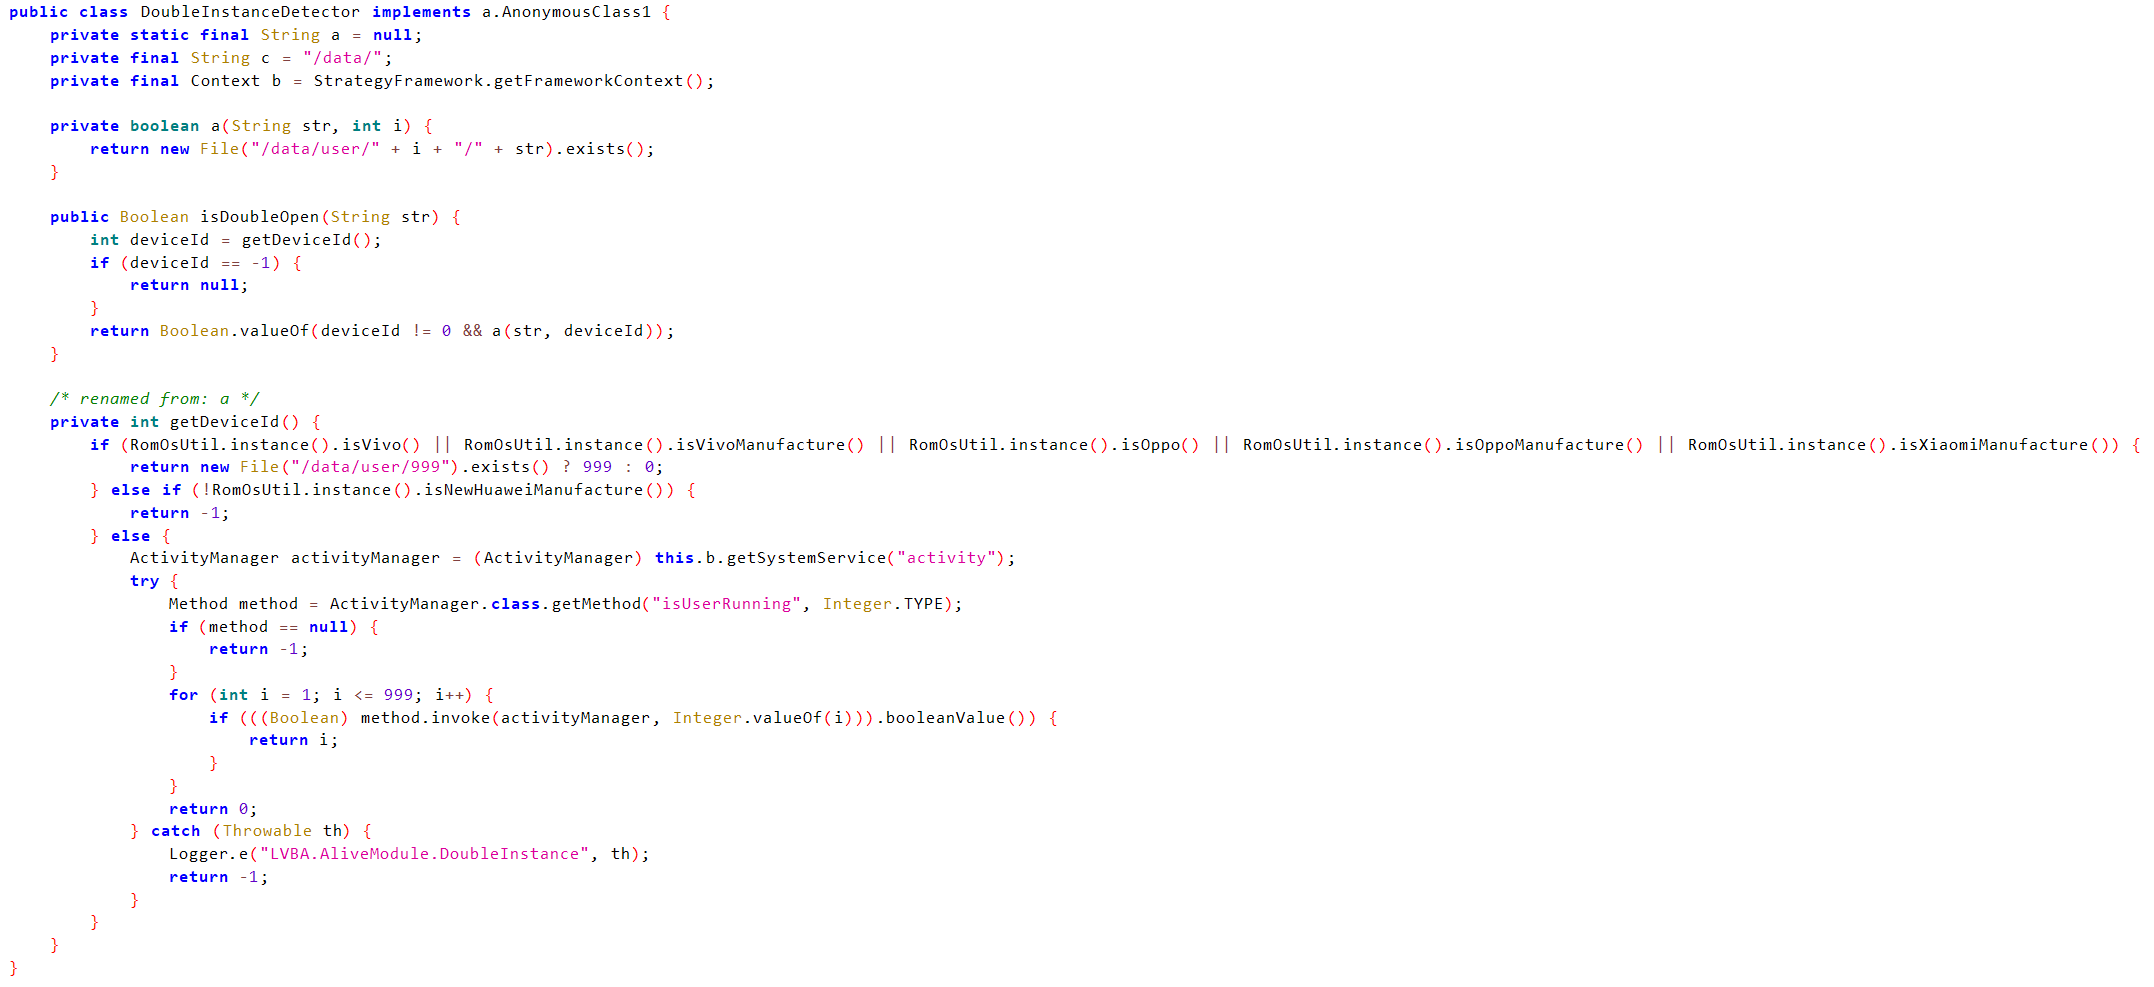 public class DoubleInstanceDetector implements a.AnonymousClass1 {
    private static final String a = null;
    private final String c = "/data/";
    private final Context b = StrategyFramework.getFrameworkContext();

    private boolean a(String str, int i) {
        return new File("/data/user/" + i + "/" + str).exists();
    }

    public Boolean isDoubleOpen(String str) {
        int deviceId = getDeviceId();
        if (deviceId == -1) {
            return null;
        }
        return Boolean.valueOf(deviceId != 0 && a(str, deviceId));
    }

    /* renamed from: a */
    private int getDeviceId() {
        if (RomOsUtil.instance().isVivo() || RomOsUtil.instance().isVivoManufacture() || RomOsUtil.instance().isOppo() || RomOsUtil.instance().isOppoManufacture() || RomOsUtil.instance().isXiaomiManufacture()) {
            return new File("/data/user/999").exists() ? 999 : 0;
        } else if (!RomOsUtil.instance().isNewHuaweiManufacture()) {
            return -1;
        } else {
            ActivityManager activityManager = (ActivityManager) this.b.getSystemService("activity");
            try {
                Method method = ActivityManager.class.getMethod("isUserRunning", Integer.TYPE);
                if (method == null) {
                    return -1;
                }
                for (int i = 1; i <= 999; i++) {
                    if (((Boolean) method.invoke(activityManager, Integer.valueOf(i))).booleanValue()) {
                        return i;
                    }
                }
                return 0;
            } catch (Throwable th) {
                Logger.e("LVBA.AliveModule.DoubleInstance", th);
                return -1;
            }
        }
    }
}